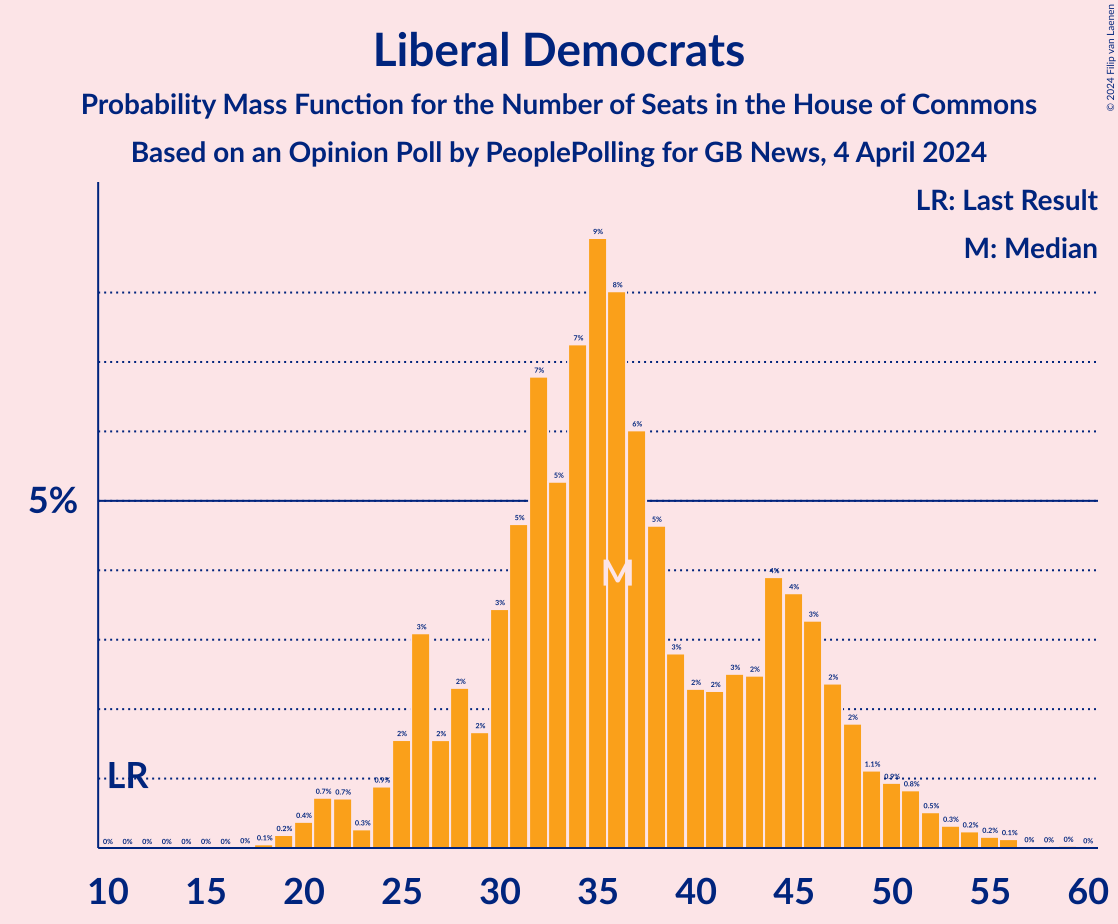 Liberal Democrats
Probability Mass Function for the Number of Seats in the House of Commons
Based on an Opinion Poll by PeoplePolling for GB News, 4 April 2024
© 2024 Filip van Laenen
LR: Last Result
M: Median
5%
LR
M
0% 0% 0% 0% 0% 0% 0% 0% 0.1% 0.2% 0.4% 0.7% 0.7% 0.3% 0.9% 2% 3% 2% 2% 2% 3% 5% 7% 5% 7% 9% 8% 6% 5% 3% 2% 2% 3% 2% 4% 4% 3% 2% 2% 1.1% 0.9% 0.8% 0.5% 0.3% 0.2% 0.2% 0.1% 0% 0% 0% 0%
10 15 20 25 30 35 40 45 50 55 60